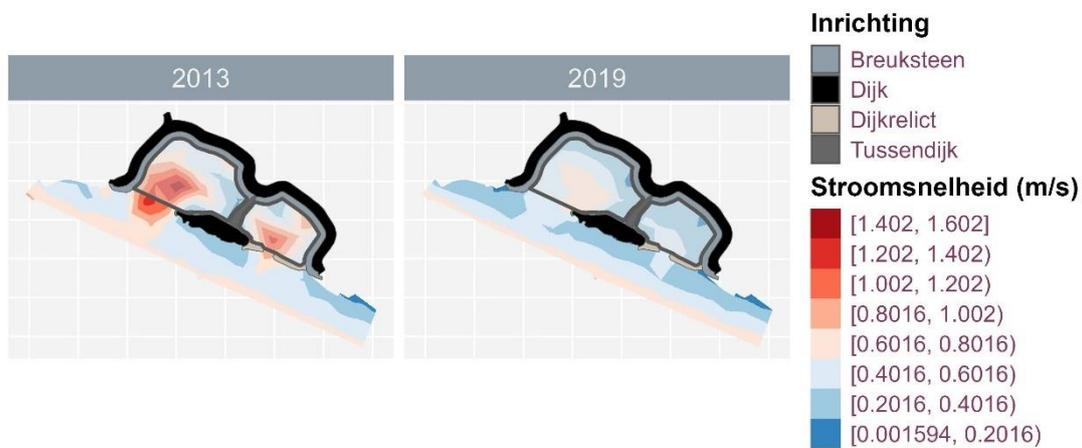 2013
2019
Inrichting
Breuksteen
Dijk
Dijkrelict
Tussendijk
Stroomsnelheid (m/s)
[1.402, 1.602]
[1.202, 1.402)
[1.002, 1.202)
[0.8016, 1.002)
[0.6016, 0.8016)
[0.4016, 0.6016)
[0.2016, 0.4016)
[0.001594, 0.2016)